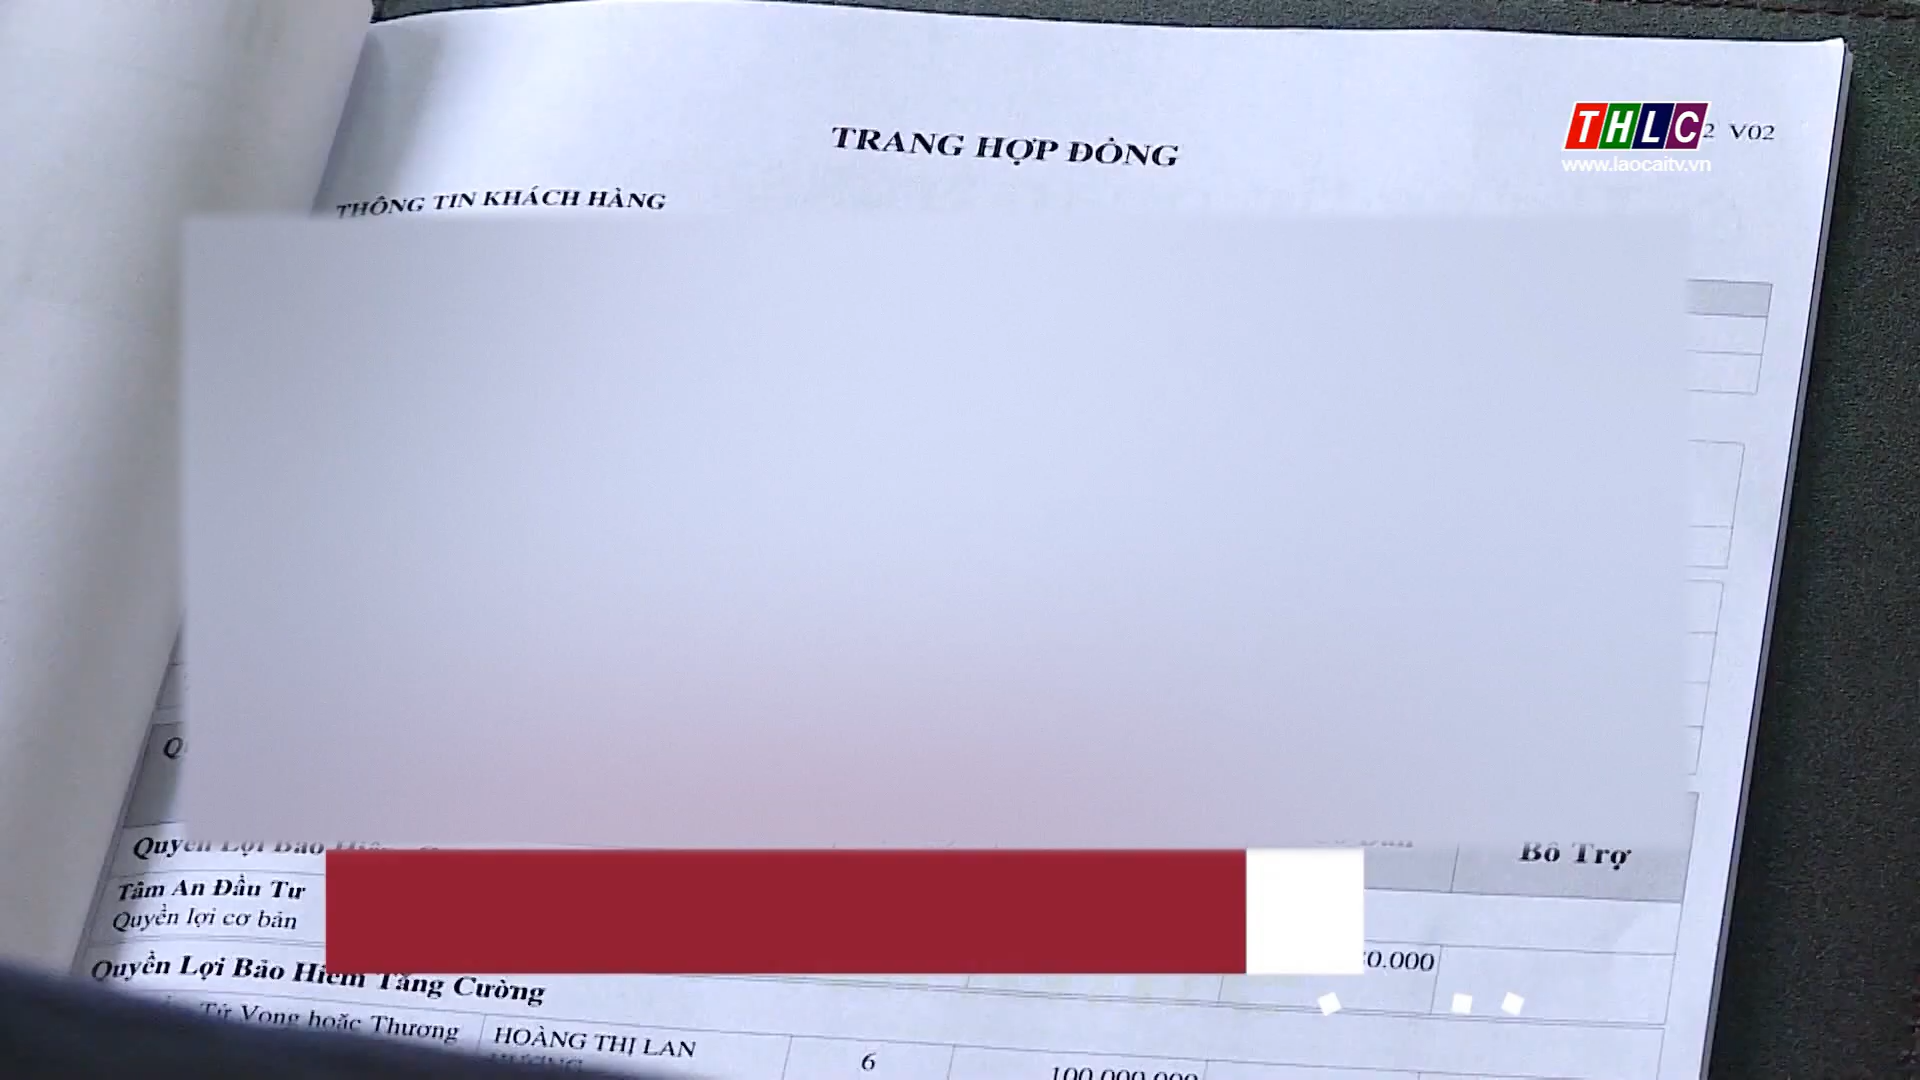 THLC
2 V02
www.laocaitv.vn
TRANG HỢP ĐỒNG
THÔNG TIN KHÁCH HÀNG
Bổ Trợ
Quyền Lợi Bảo
Tâm An Đầu Tư
Quyền lợi cơ bản
0.000
Quyền Lợi Bảo Hiểm Tăng Cường
Tử Vong hoặc Thương
HOÀNG THỊ LAN
6
100.000.000